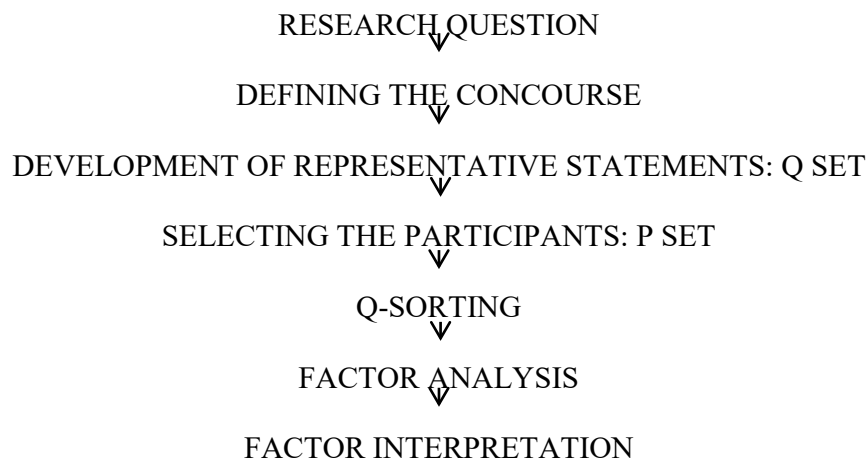 RESEARCH QUESTION
DEFINING THE CONCOURSE
DEVELOPMENT OF REPRESENTATIVE STATEMENTS: Q SET
SELECTING THE PARTICIPANTS: P SET
Q-SORTING
FACTOR ANALYSIS
FACTOR INTERPRETATION